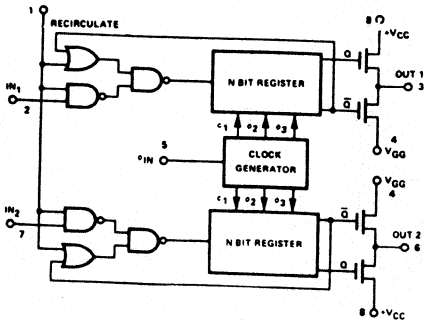 1
RECIRCULATE
8
+VCC
Q
OUT 1
3
N BIT REGISTER
IN1
2
Q̅
C1 φ2 φ3
4
VGG
5
φIN
CLOCK
GENERATOR
VGG
4
C1 φ2 φ3
IN2
7
Q̅
N BIT REGISTER
OUT 2
6
Q
8
+VCC